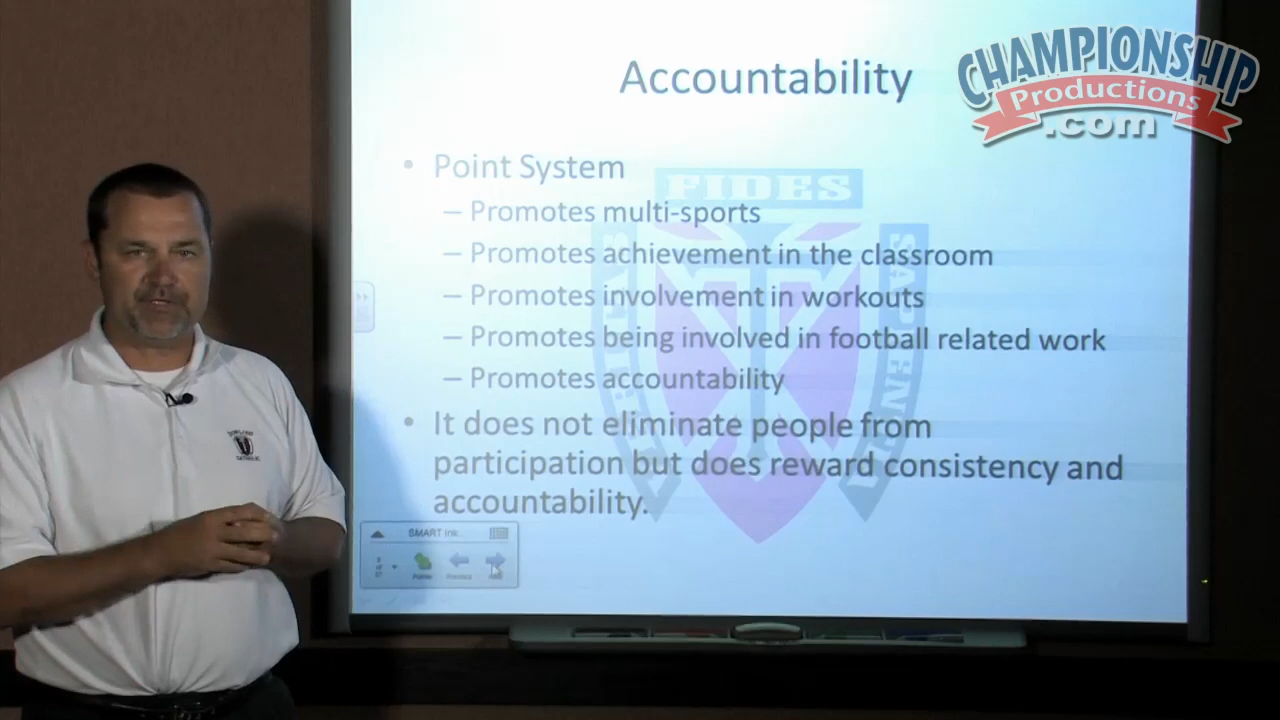 Accountability
CHAMPIONSHIP
Productions
.com
• Point System
– Promotes multi-sports
– Promotes achievement in the classroom
– Promotes involvement in workouts
– Promotes being involved in football related work
– Promotes accountability
• It does not eliminate people from
participation but does reward consistency and
accountability.
FIDES
SMART Ink...